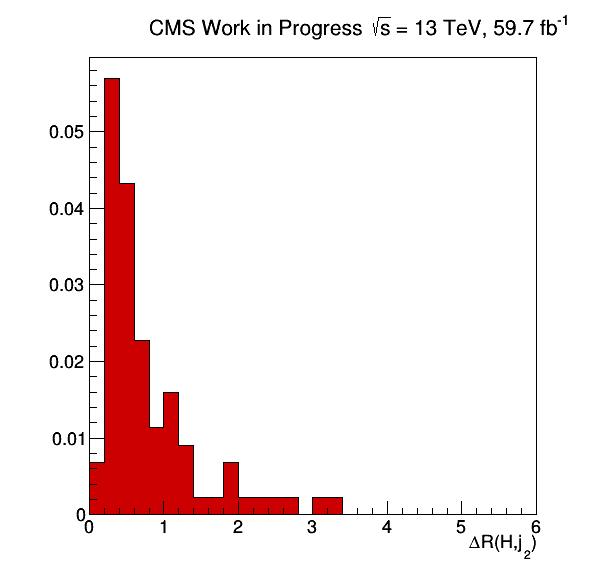 CMS Work in Progress √s = 13 TeV, 59.7 fb⁻¹
0.05
0.04
0.03
0.02
0.01
0
0 1 2 3 4 5 6
ΔR(H,j₂)